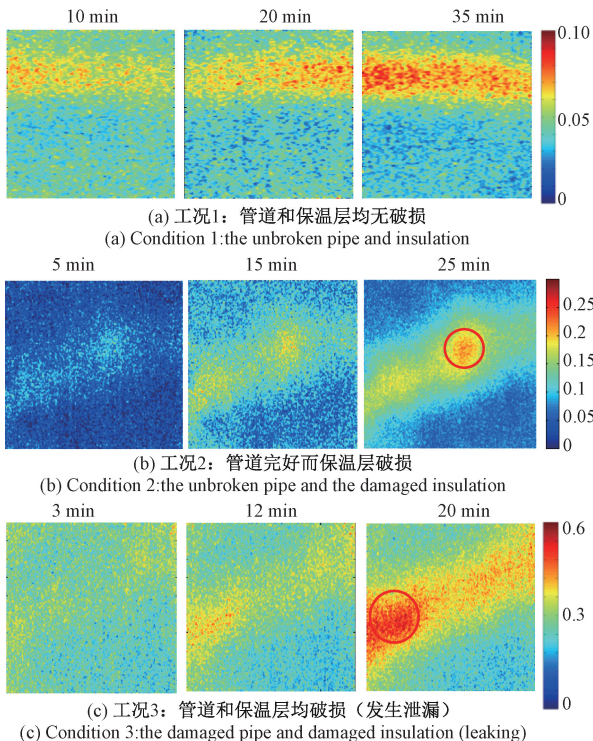 10 min 20 min 35 min
0.10
0.05
0
(a) 工况1：管道和保温层均无破损
(a) Condition 1:the unbroken pipe and insulation
5 min 15 min 25 min
0.25
0.2
0.15
0.1
0.05
0
(b) 工况2：管道完好而保温层破损
(b) Condition 2:the unbroken pipe and the damaged insulation
3 min 12 min 20 min
0.6
0.3
0
(c) 工况3：管道和保温层均破损（发生泄漏）
(c) Condition 3:the damaged pipe and damaged insulation (leaking)